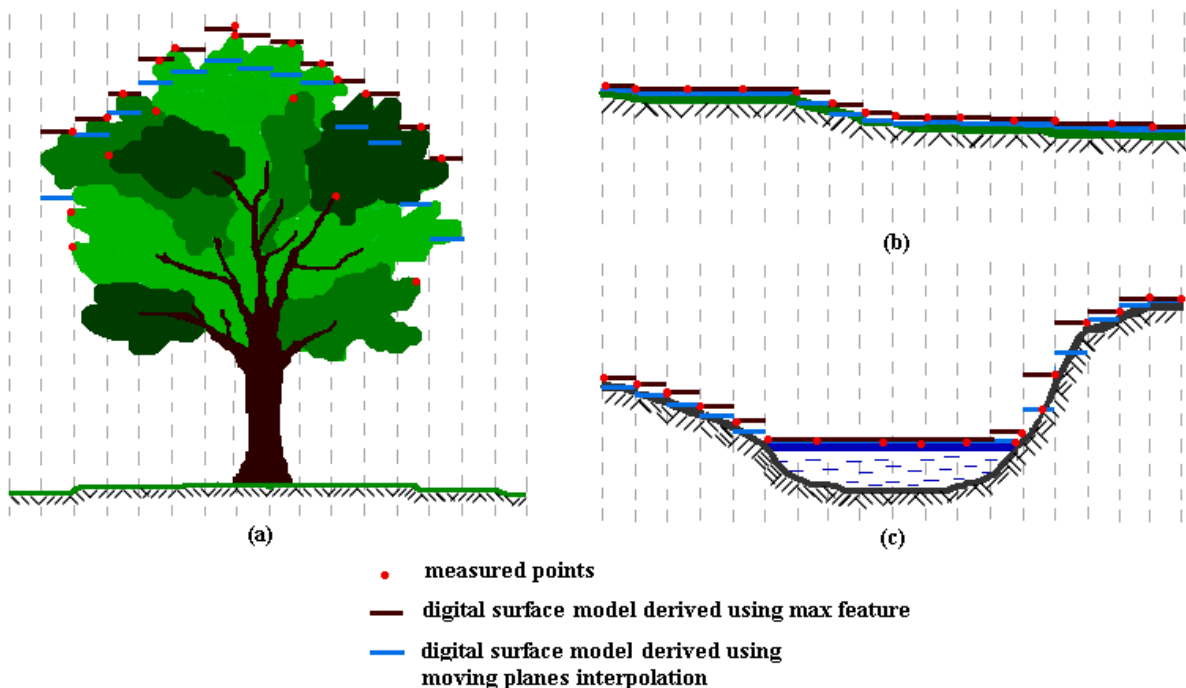 (b)
(a)
(c)
measured points
digital surface model derived using max feature
digital surface model derived using
moving planes interpolation